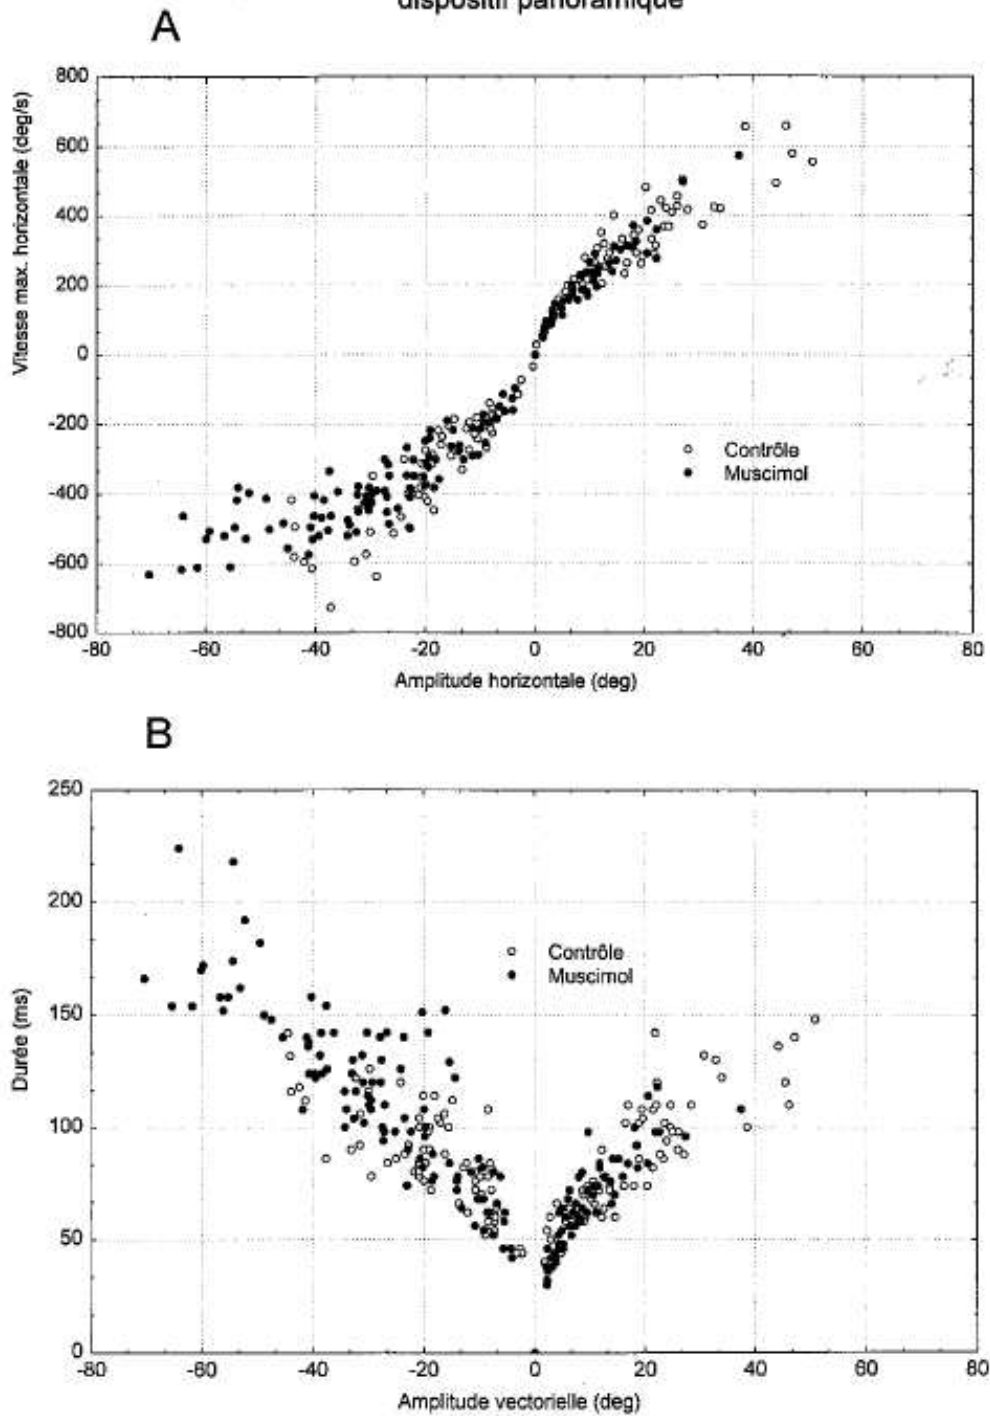 dispositif panoramique
A
800
600
400
200
0
-200
-400
-600
-800
Vitesse max. horizontale (deg/s)
Contrôle
Muscimol
-80 -60 -40 -20 0 20 40 60 80
Amplitude horizontale (deg)
B
250
200
150
100
50
0
Durée (ms)
Contrôle
Muscimol
-80 -60 -40 -20 0 20 40 60 80
Amplitude vectorielle (deg)